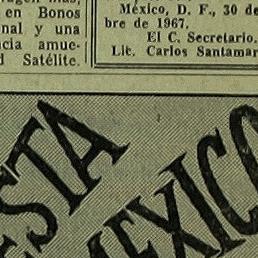 en Bonos
nal y una
cia amue-
d Satélite.
México, D. F., 30 de
bre de 1967.
El C. Secretario.
Lic. Carlos Santamar
STA
MEXICO